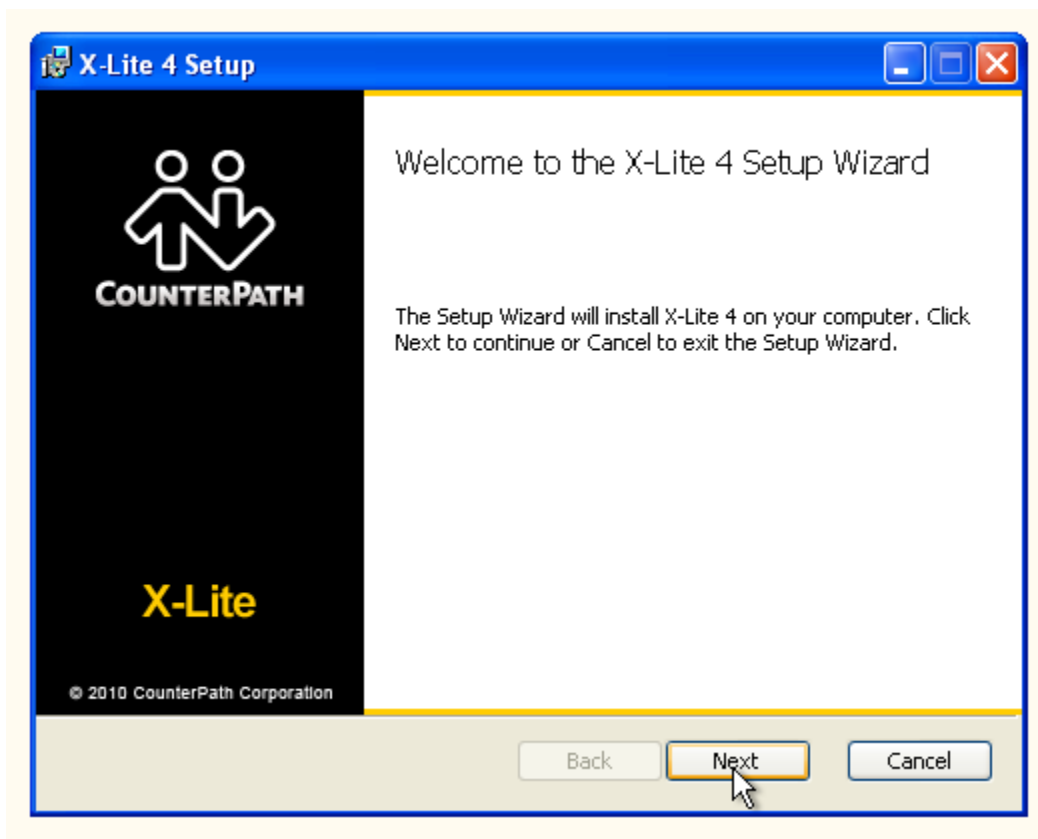 X-Lite 4 Setup
COUNTERPATH
X-Lite
© 2010 CounterPath Corporation
Welcome to the X-Lite 4 Setup Wizard
The Setup Wizard will install X-Lite 4 on your computer. Click
Next to continue or Cancel to exit the Setup Wizard.
Back
Next
Cancel